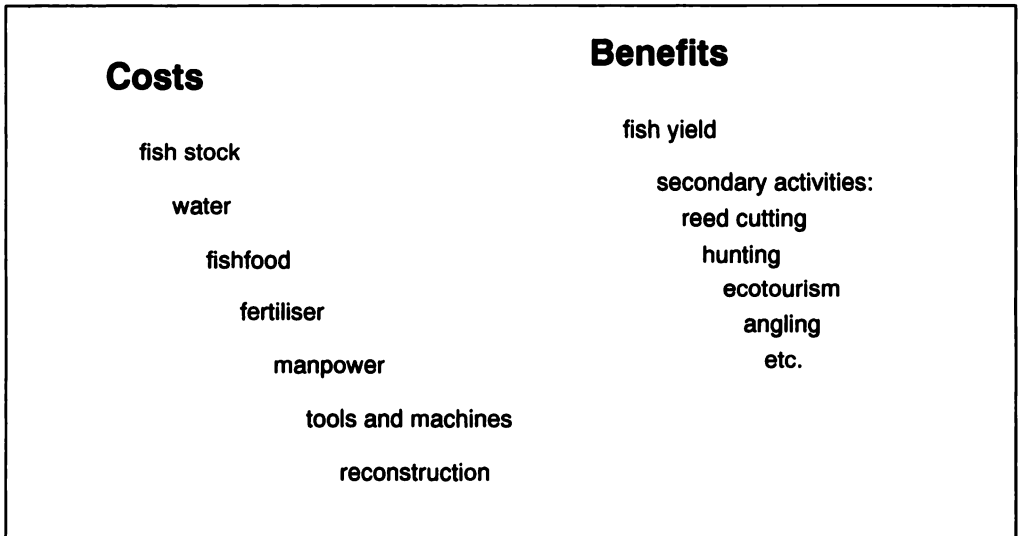 Costs
fish stock
water
fishfood
fertiliser
manpower
tools and machines
reconstruction
Benefits
fish yield
secondary activities:
reed cutting
hunting
ecotourism
angling
etc.